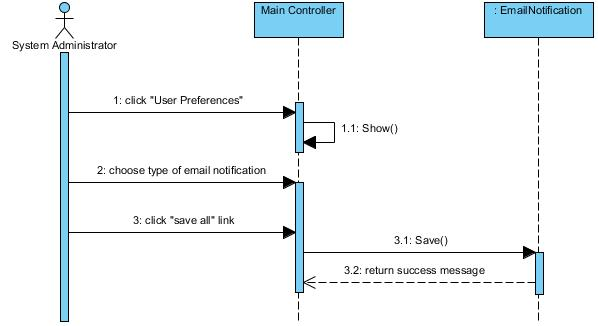 Main Controller
: EmailNotification
System Administrator
1: click "User Preferences"
1.1: Show()
2: choose type of email notification
3: click "save all" link
3.1: Save()
3.2: return success message